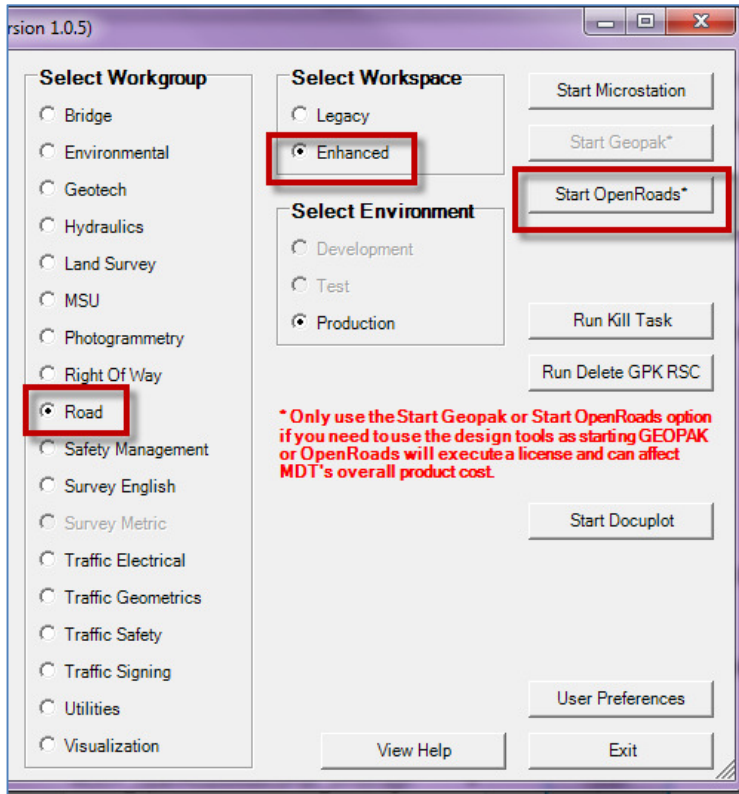 rsion 1.0.5)
Select Workgroup
Bridge
Environmental
Geotech
Hydraulics
Land Survey
MSU
Photogrammetry
Right Of Way
Road
Safety Management
Survey English
Survey Metric
Traffic Electrical
Traffic Geometrics
Traffic Safety
Traffic Signing
Utilities
Visualization
Select Workspace
Legacy
Enhanced
Select Environment
Development
Test
Production
Start Microstation
Start Geopak*
Start OpenRoads*
Run Kill Task
Run Delete GPK RSC
* Only use the Start Geopak or Start OpenRoads option
if you need to use the design tools as starting GEOPAK
or OpenRoads will execute a license and can affect
MDT's overall product cost.
Start Docuplot
User Preferences
View Help
Exit